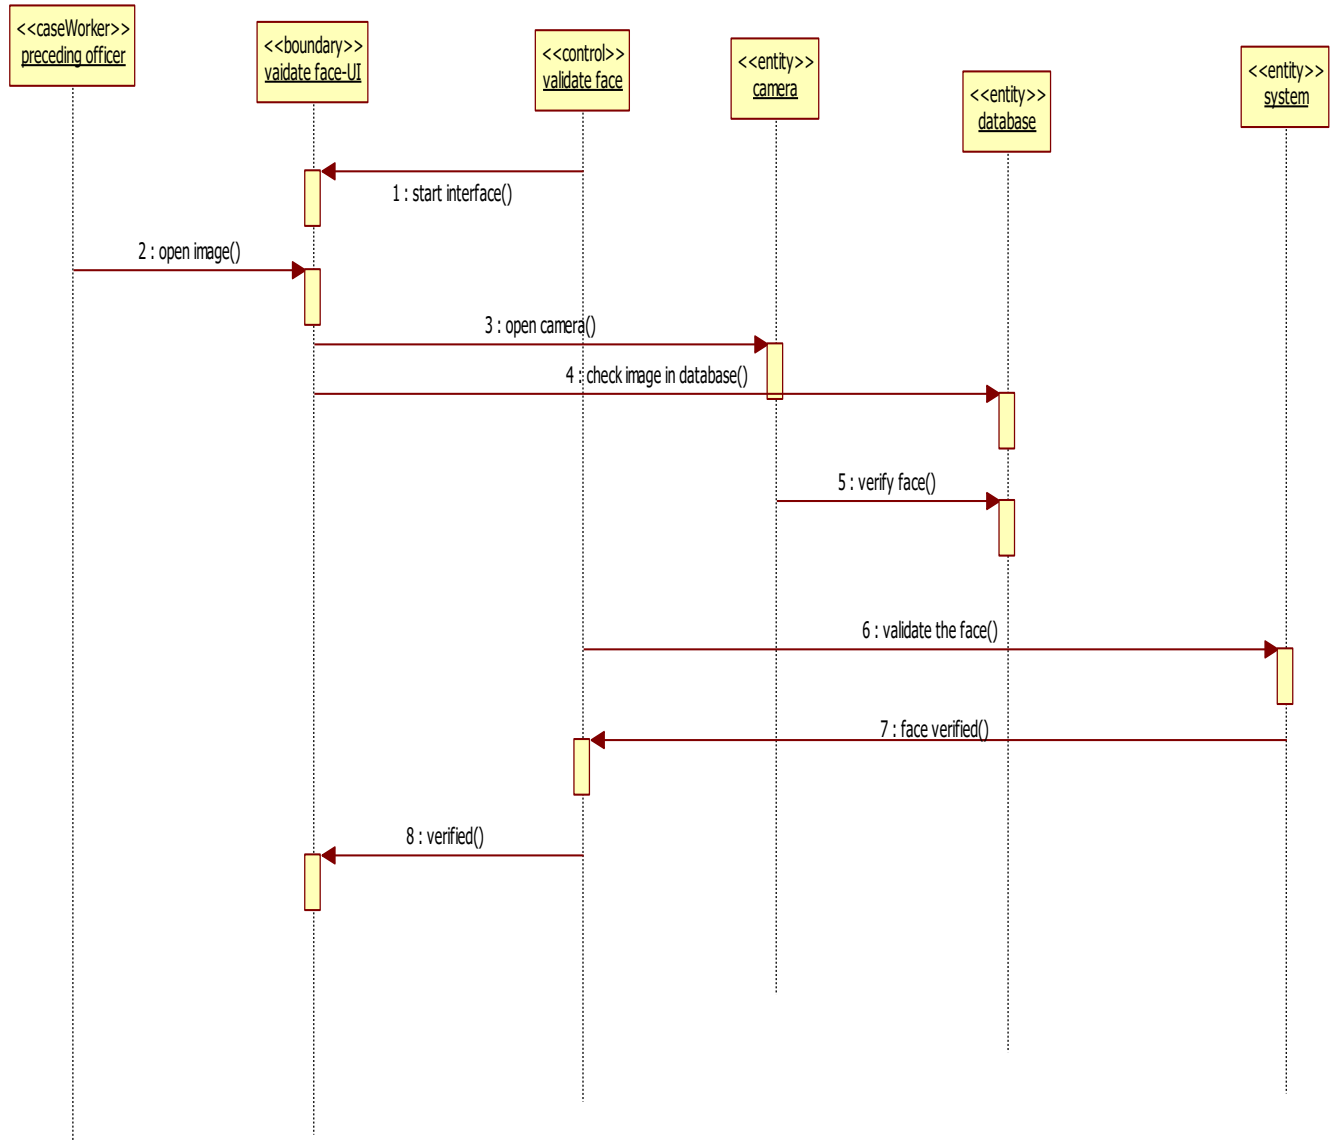 <<caseWorker>>
preceding officer
<<boundary>>
vaidate face-UI
<<control>>
validate face
<<entity>>
camera
<<entity>>
database
<<entity>>
system
1 : start interface()
2 : open image()
3 : open camera()
4 : check image in database()
5 : verify face()
6 : validate the face()
7 : face verified()
8 : verified()